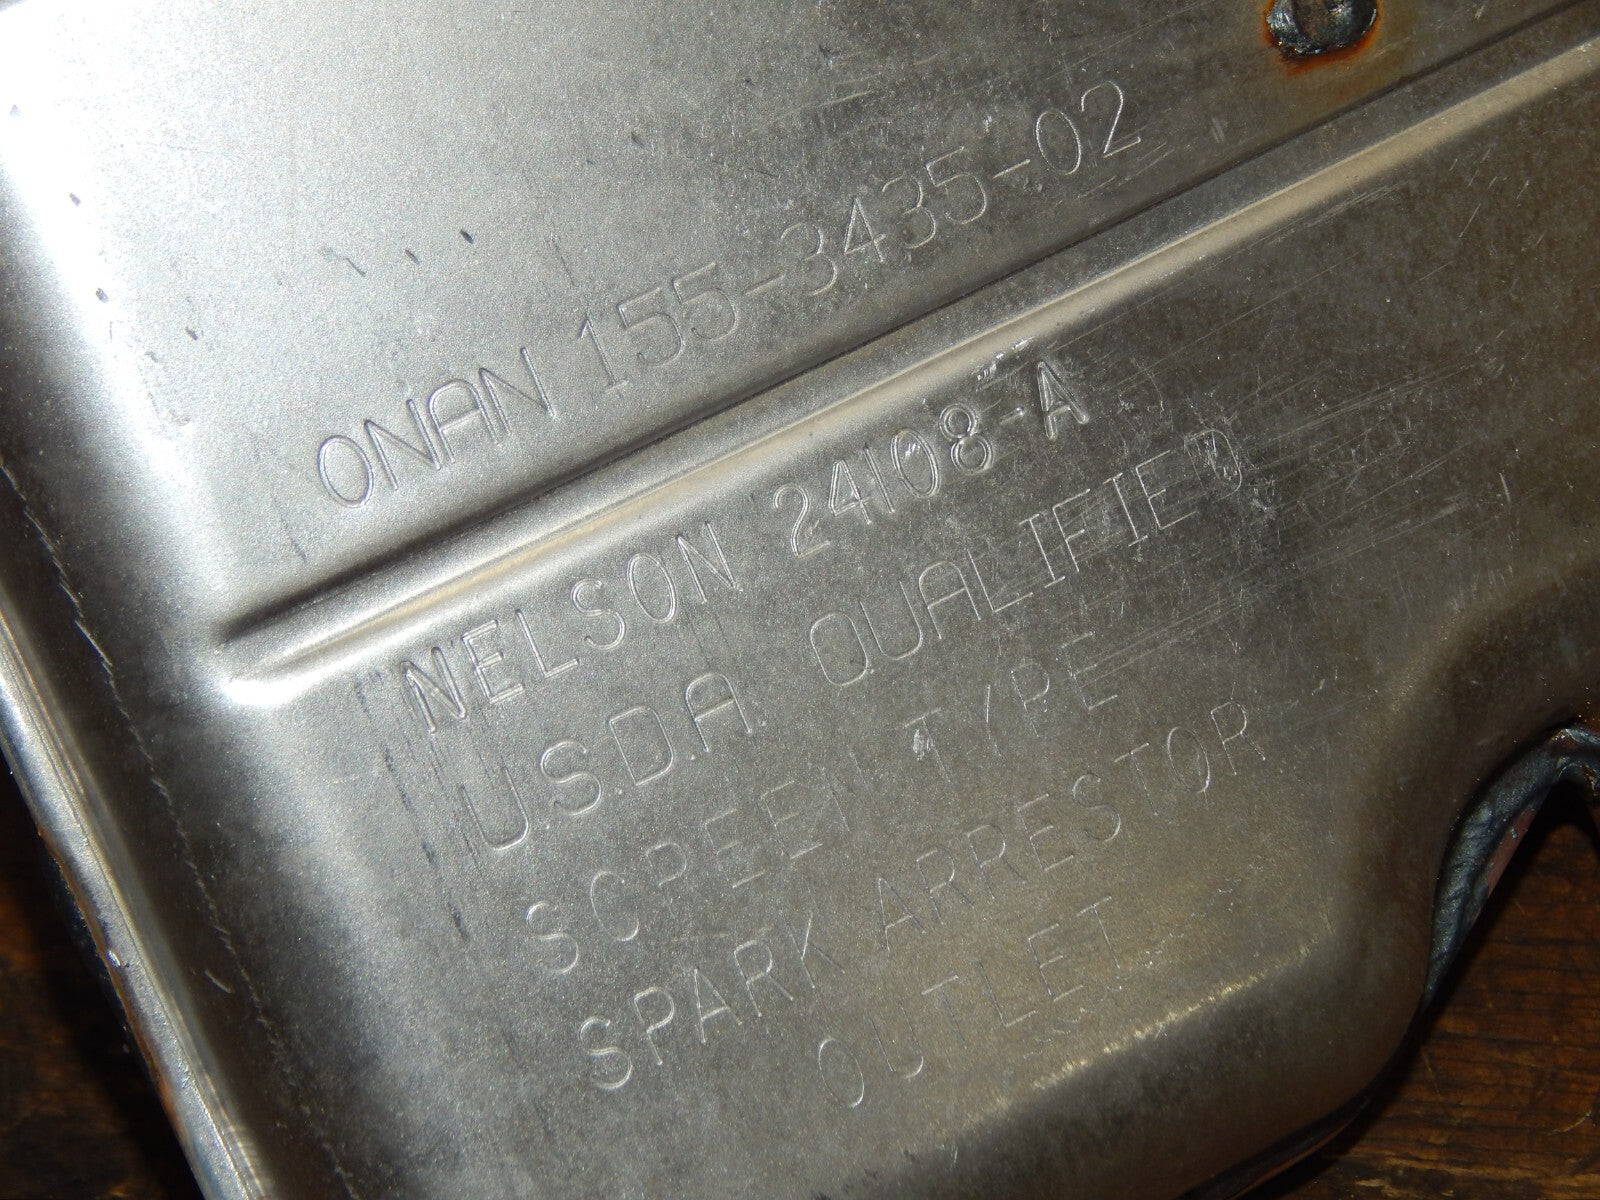 ONAN 155-3435-02
NELSON 24108-A
U.S.D.A. QUALIFIED
SCREEN TYPE
SPARK ARRESTOR
OUTLET